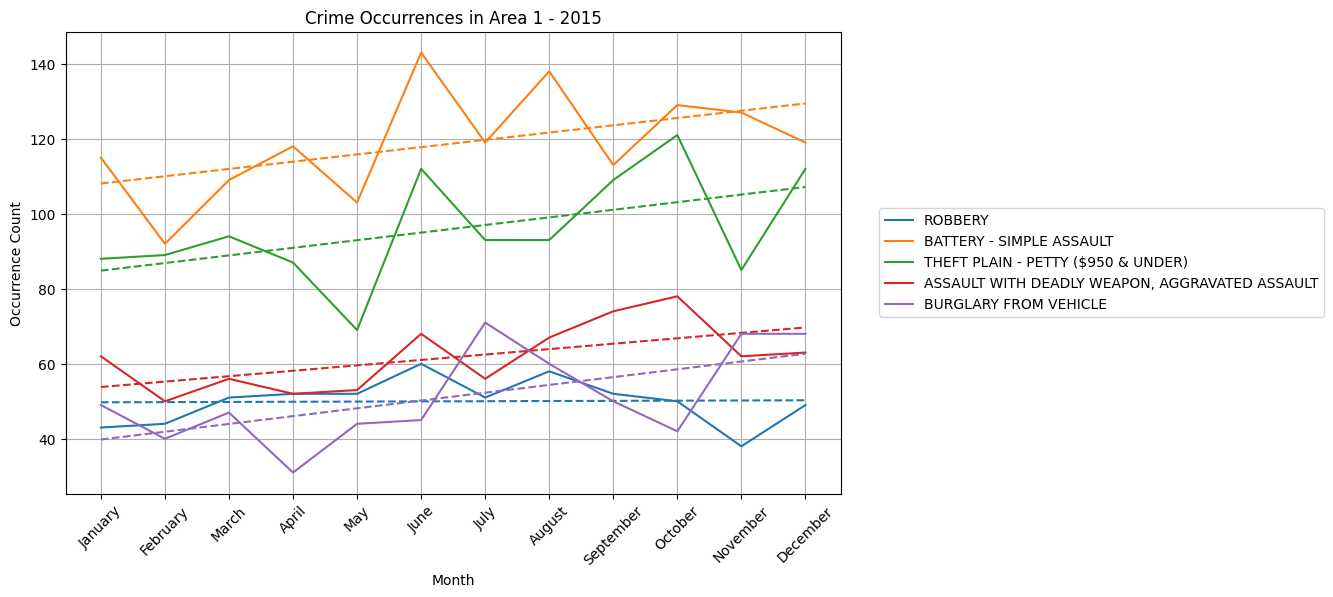 Crime Occurrences in Area 1 - 2015
Occurrence Count
140
120
100
80
60
40
January
February
March
April
May
June
July
August
September
October
November
December
Month
ROBBERY
BATTERY - SIMPLE ASSAULT
THEFT PLAIN - PETTY ($950 & UNDER)
ASSAULT WITH DEADLY WEAPON, AGGRAVATED ASSAULT
BURGLARY FROM VEHICLE